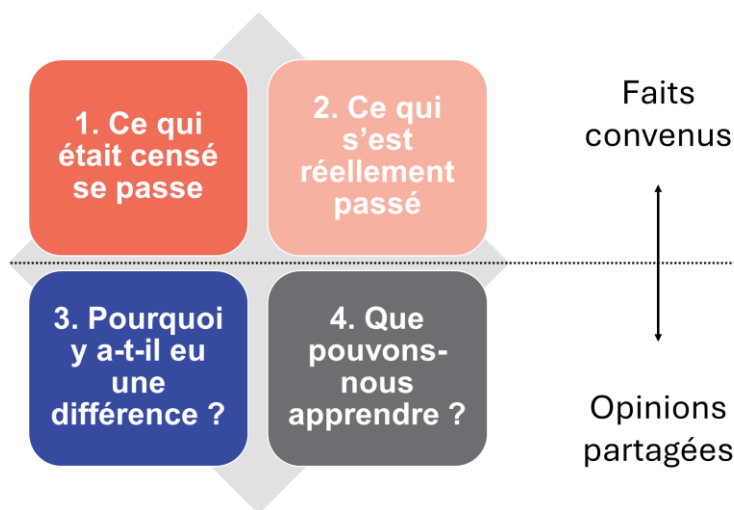 1. Ce qui
était censé
se passe
2. Ce qui
s’est
réellement
passé
Faits
convenus
3. Pourquoi
y a-t-il eu
une
différence ?
4. Que
pouvons-
nous
apprendre ?
Opinions
partagées